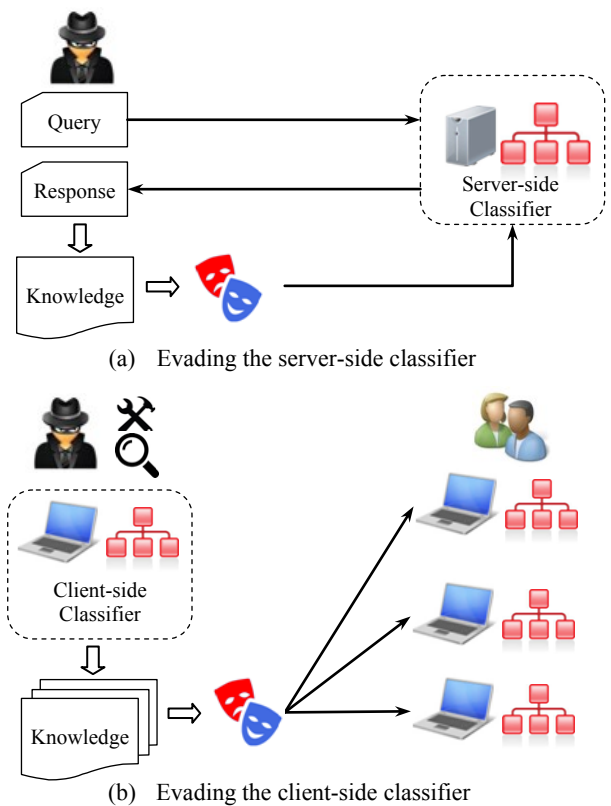 Query
Response
Server-side
Classifier
Knowledge
(a) Evading the server-side classifier
Client-side
Classifier
Knowledge
(b) Evading the client-side classifier